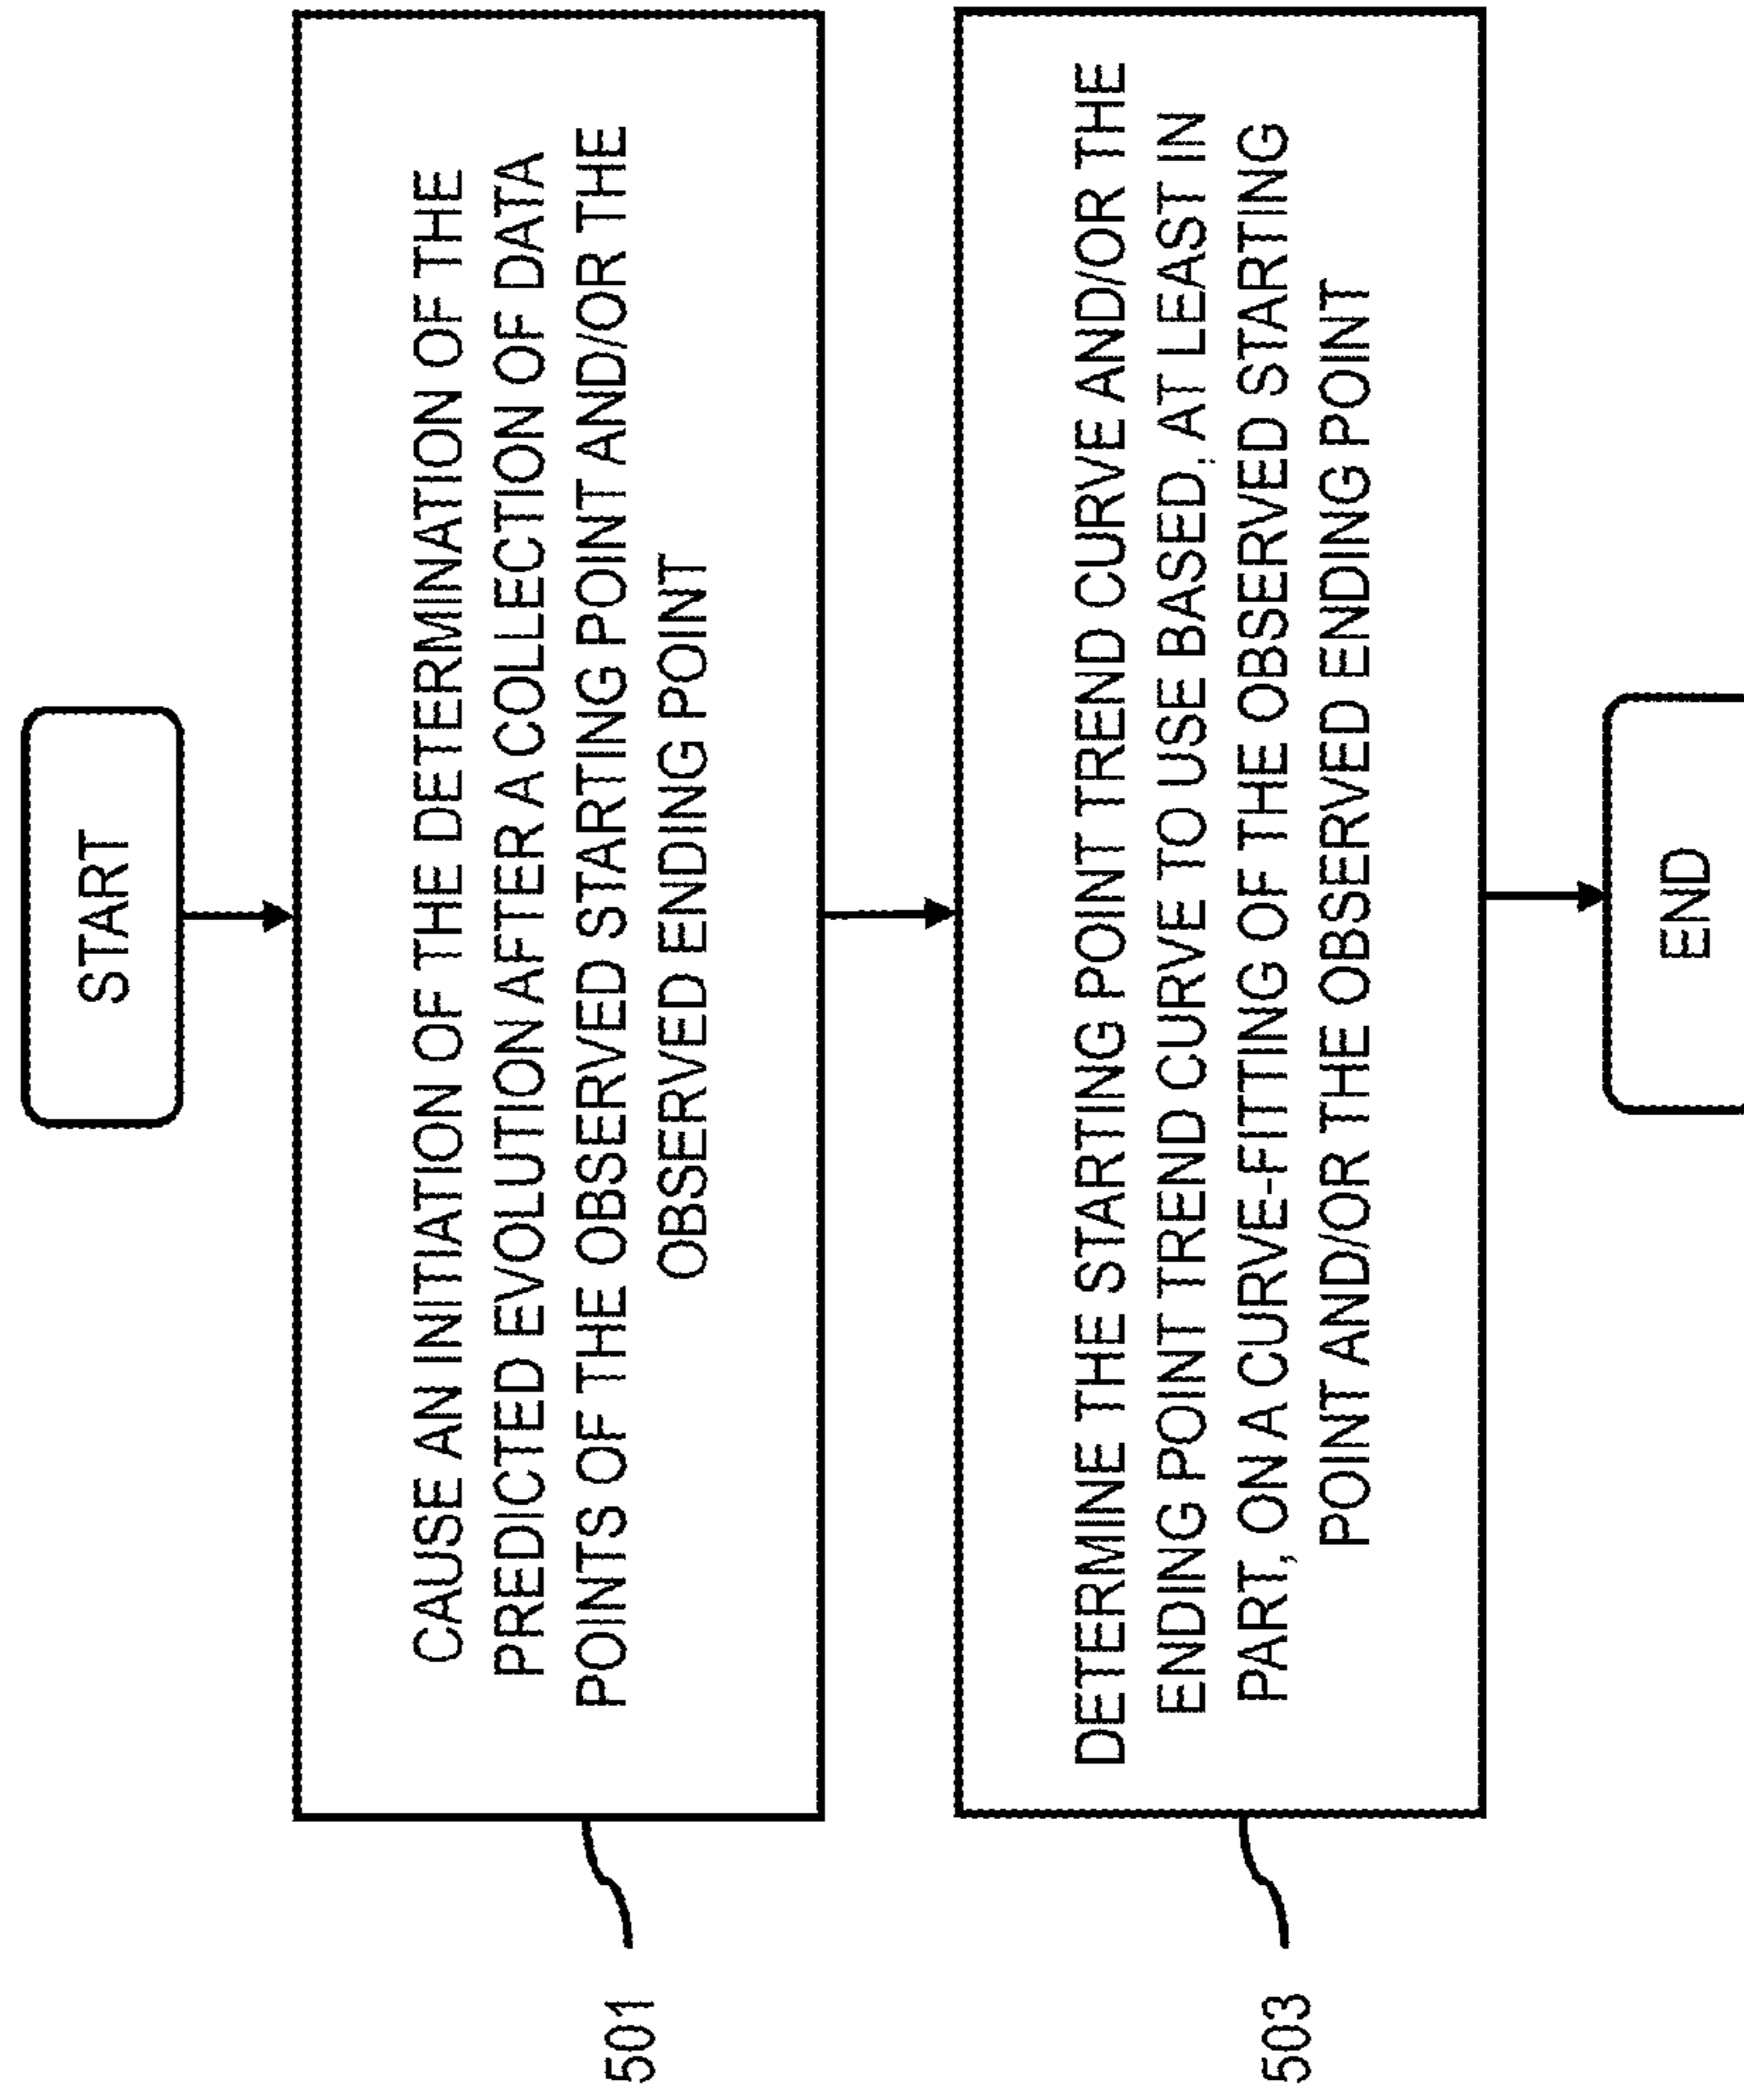 START
CAUSE AN INITIATION OF THE DETERMINATION OF THE
PREDICTED EVOLUTION AFTER A COLLECTION OF DATA
POINTS OF THE OBSERVED STARTING POINT AND/OR THE
OBSERVED ENDING POINT
501
DETERMINE THE STARTING POINT TREND CURVE AND/OR THE
ENDING POINT TREND CURVE TO USE BASED, AT LEAST IN
PART, ON A CURVE-FITTING OF THE OBSERVED STARTING
POINT AND/OR THE OBSERVED ENDING POINT
503
END